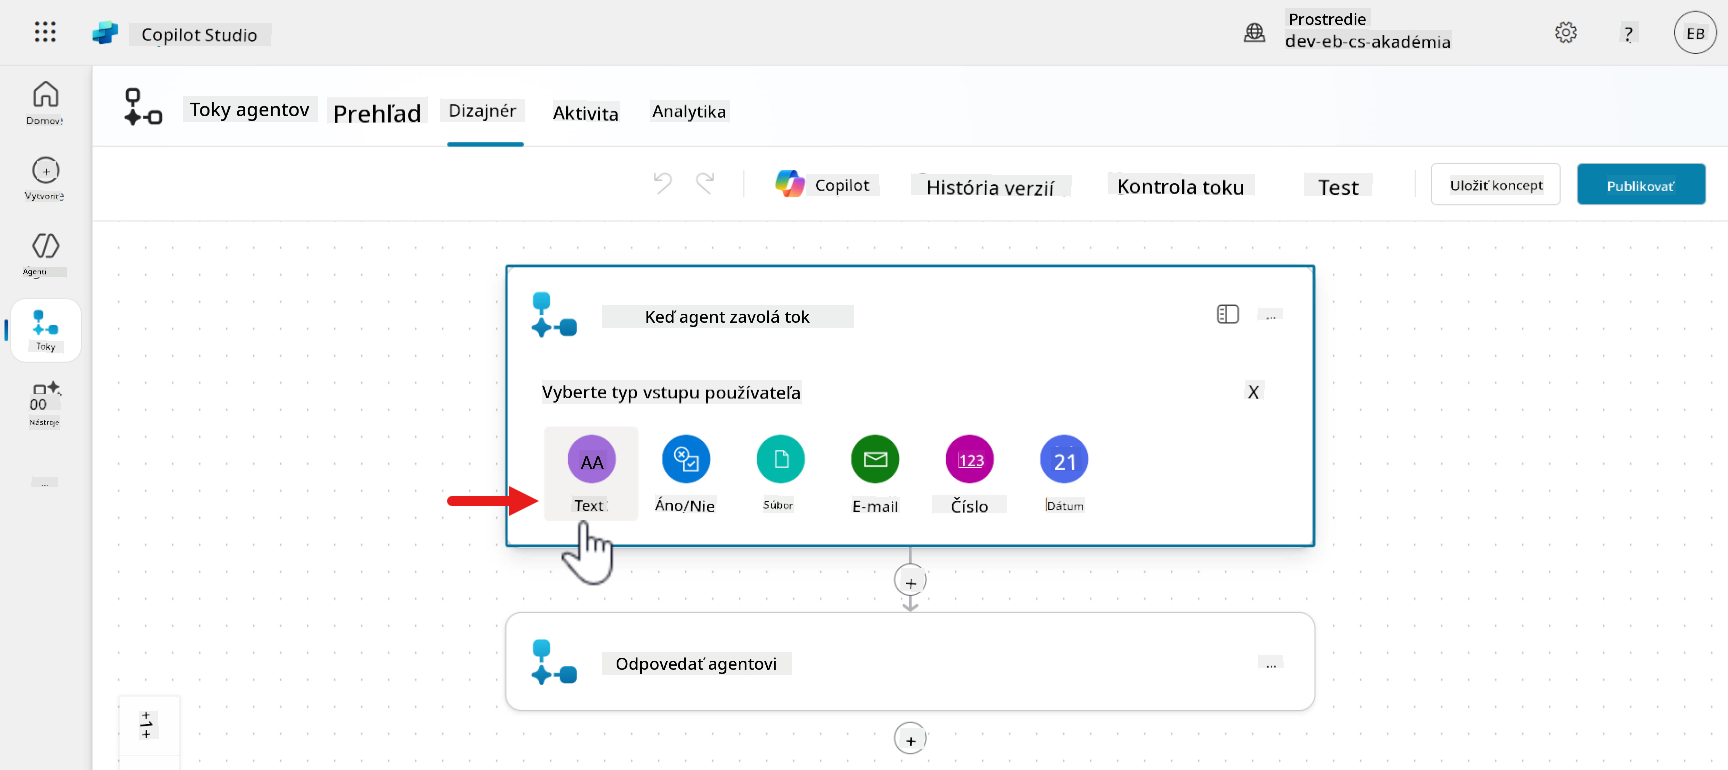 Copilot Studio
Prostredie
dev-eb-cs-akadémia
?
EB
Domov
Toky agentov
Prehľad
Dizajnér
Aktivita
Analytika
Vytvorire
Copilot
História verzií
Kontrola toku
Test
Uložiť koncept
Publikovať
Agenti
Toky
Nástroje
...
Keď agent zavolá tok
...
Vyberte typ vstupu používateľa
X
AA
123
21
Text
Áno/Nie
Súbor
E-mail
Číslo
Dátum
Odpovedať agentovi
...